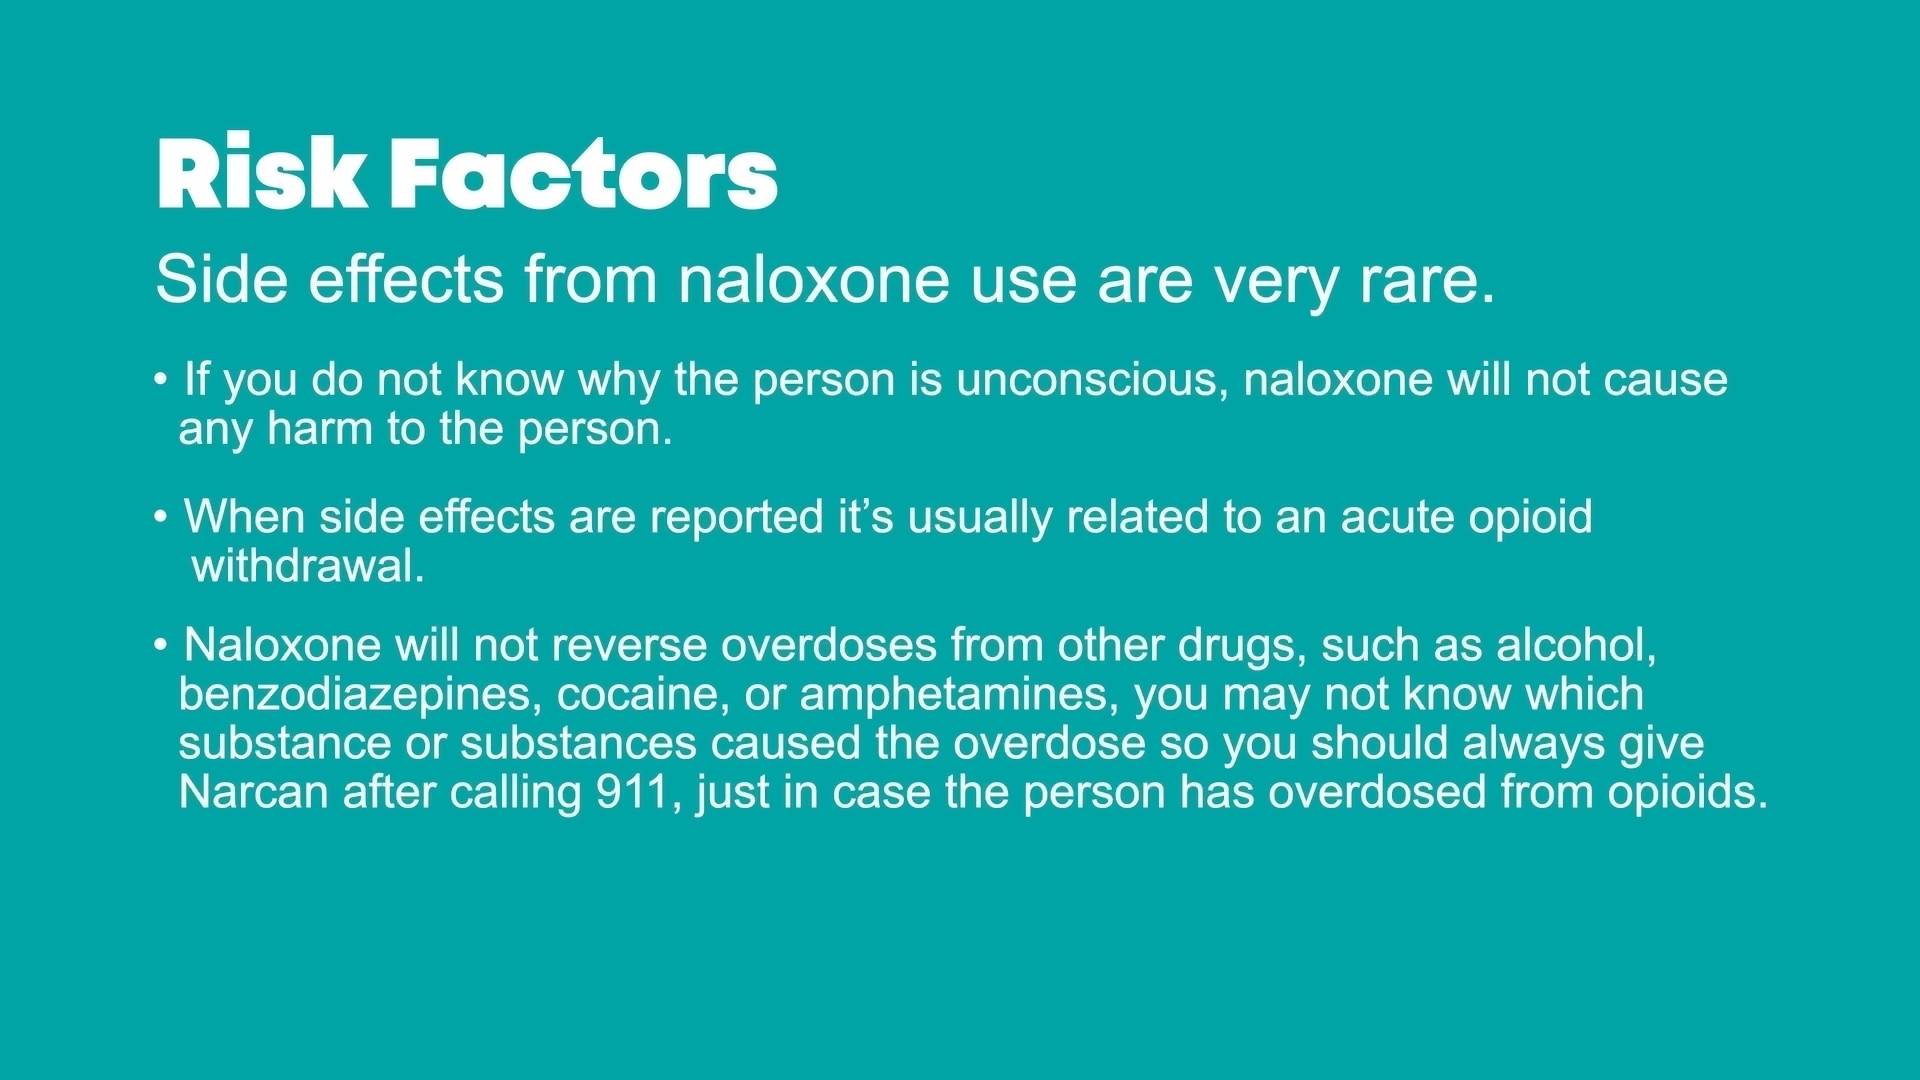 Risk Factors
Side effects from naloxone use are very rare.
• If you do not know why the person is unconscious, naloxone will not cause
any harm to the person.
• When side effects are reported it’s usually related to an acute opioid
withdrawal.
• Naloxone will not reverse overdoses from other drugs, such as alcohol,
benzodiazepines, cocaine, or amphetamines, you may not know which
substance or substances caused the overdose so you should always give
Narcan after calling 911, just in case the person has overdosed from opioids.